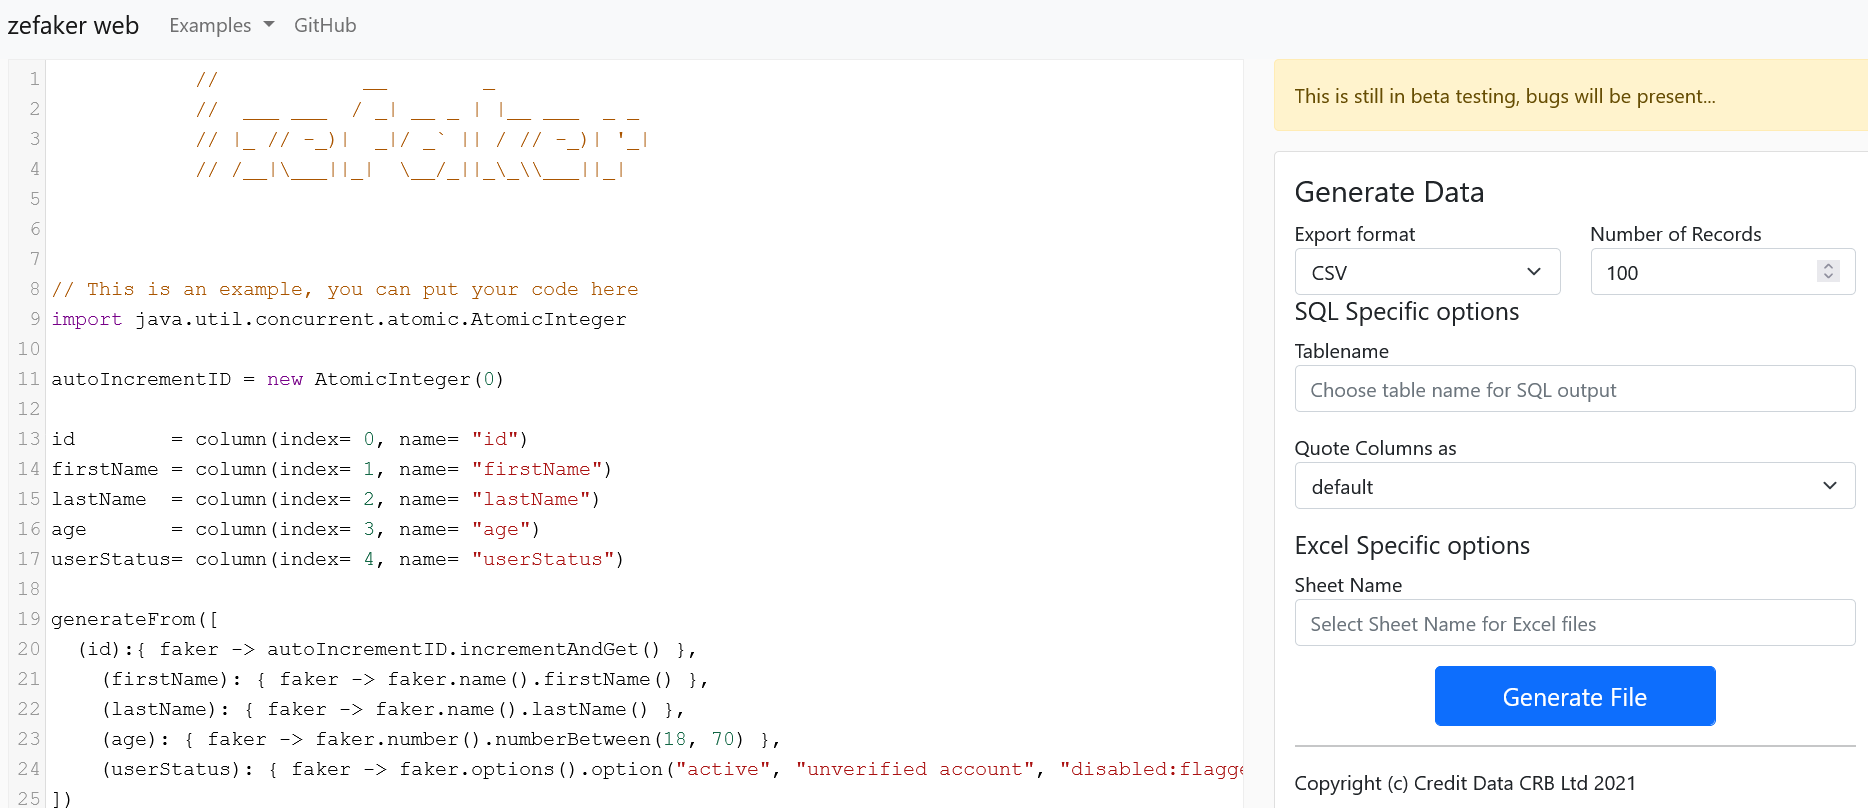 zefaker web Examples GitHub
1 //            __        _
2 //  ___ ___  / _| __ _ | |__ ___  _ _
3 // |_ // -_)|  _|/ _` || / // -_)| '_|
4 // /__|\___||_|  \__/_||_\_\\___||_|
5
6
7
8 // This is an example, you can put your code here
9 import java.util.concurrent.atomic.AtomicInteger
10
11 autoIncrementID = new AtomicInteger(0)
12
13 id        = column(index= 0, name= "id")
14 firstName = column(index= 1, name= "firstName")
15 lastName  = column(index= 2, name= "lastName")
16 age       = column(index= 3, name= "age")
17 userStatus= column(index= 4, name= "userStatus")
18
19 generateFrom([
20   (id):{ faker -> autoIncrementID.incrementAndGet() },
21     (firstName): { faker -> faker.name().firstName() },
22     (lastName): { faker -> faker.name().lastName() },
23     (age): { faker -> faker.number().numberBetween(18, 70) },
24     (userStatus): { faker -> faker.options().option("active", "unverified account", "disabled:flagge
25 ])
This is still in beta testing, bugs will be present...
Generate Data
Export format Number of Records
CSV 100
SQL Specific options
Tablename
Choose table name for SQL output
Quote Columns as
default
Excel Specific options
Sheet Name
Select Sheet Name for Excel files
Generate File
Copyright (c) Credit Data CRB Ltd 2021